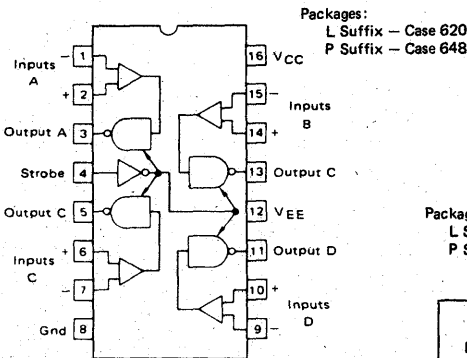 Packages:
L Suffix – Case 620
P Suffix – Case 648
Inputs
A
– 1
+ 2
Output A 3
Strobe 4
Output C 5
Inputs
C
+ 6
– 7
Gnd 8
16 VCC
15 –
Inputs
B
14 +
13 Output C
12 VEE
11 Output D
10 +
Inputs
D
9 –
Packag
L S
P S